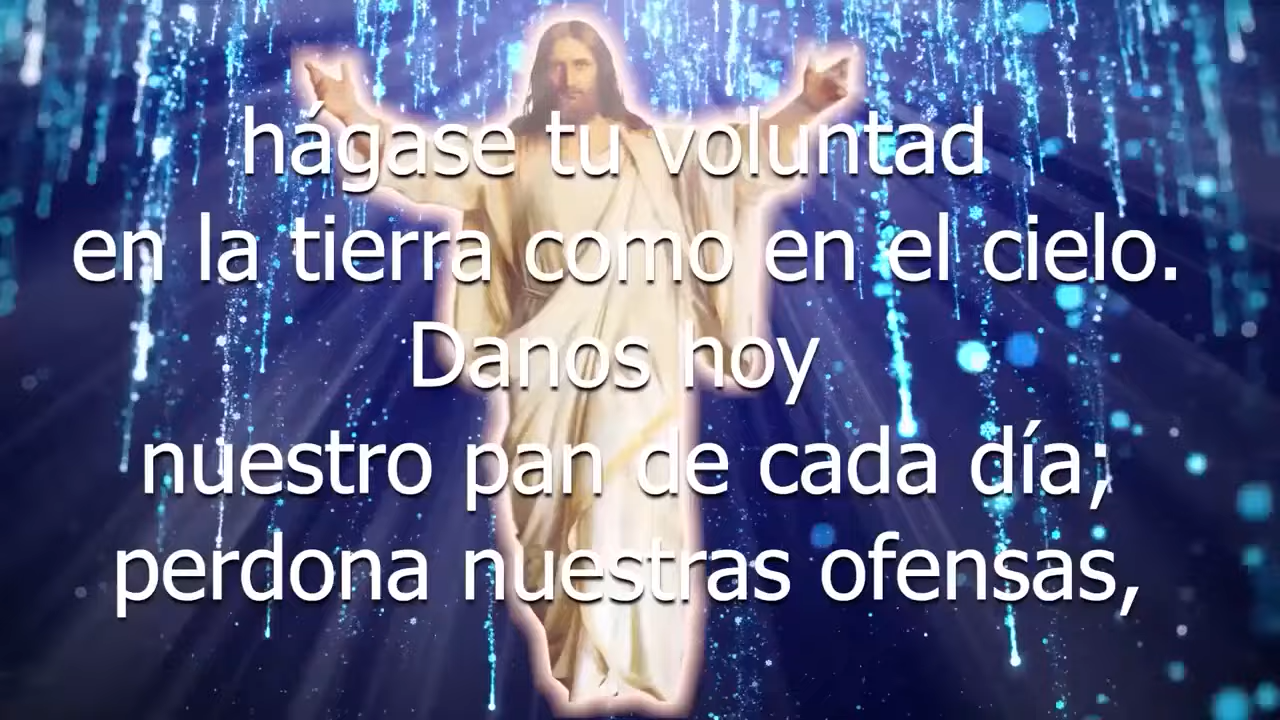 hágase tu voluntad
en la tierra como en el cielo.
Danos hoy
nuestro pan de cada día;
perdona nuestras ofensas,